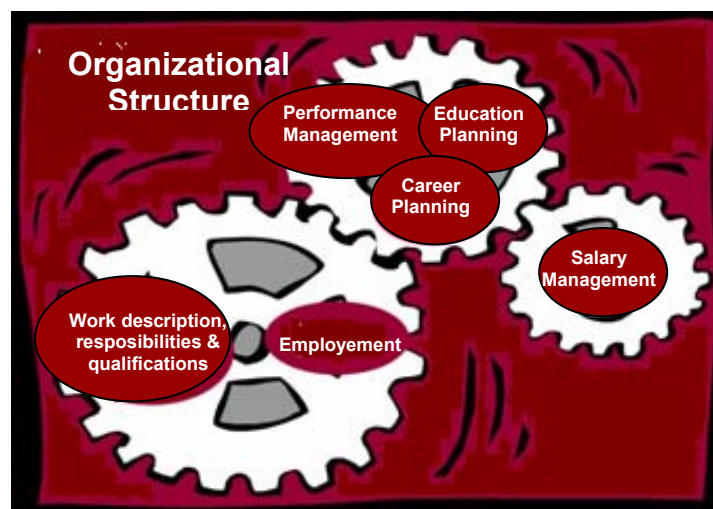 Organizational
Structure
Performance
Management
Education
Planning
Career
Planning
Salary
Management
Work description,
resposibilities &
qualifications
Employement